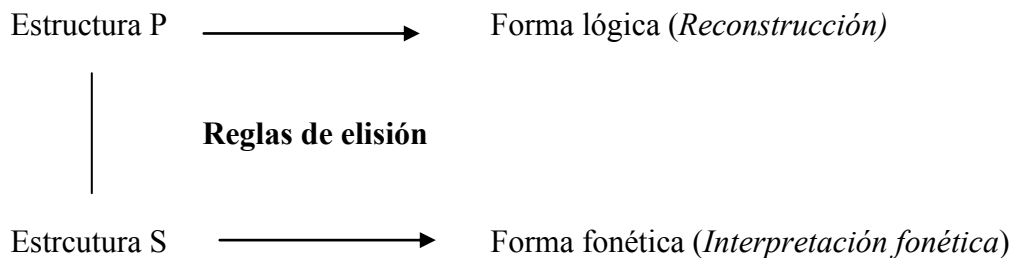 Estructura P Forma lógica (Reconstrucción)
Reglas de elisión
Estrcutura S Forma fonética (Interpretación fonética)